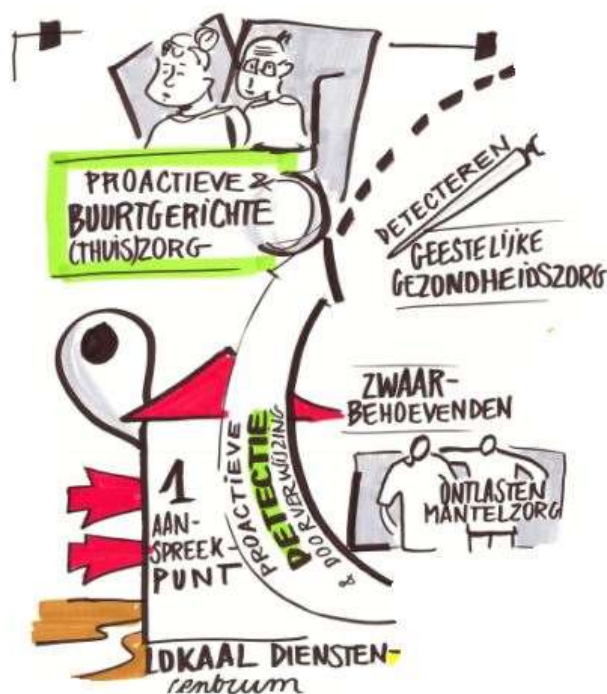 PROACTIEVE &
BUURTGERICHTE
(THUIS)ZORG
DETECTEREN
GEESTELIJKE
GEZONDHEIDSZORG
ZWAAR-
BEHOEVENDEN
ONTLASTEN
MANTELZORG
PROACTIEVE
DETECTIE
& DOORVERWIJZING
1
AAN-
SPREEK-
PUNT
LOKAAL DIENSTEN-
centrum